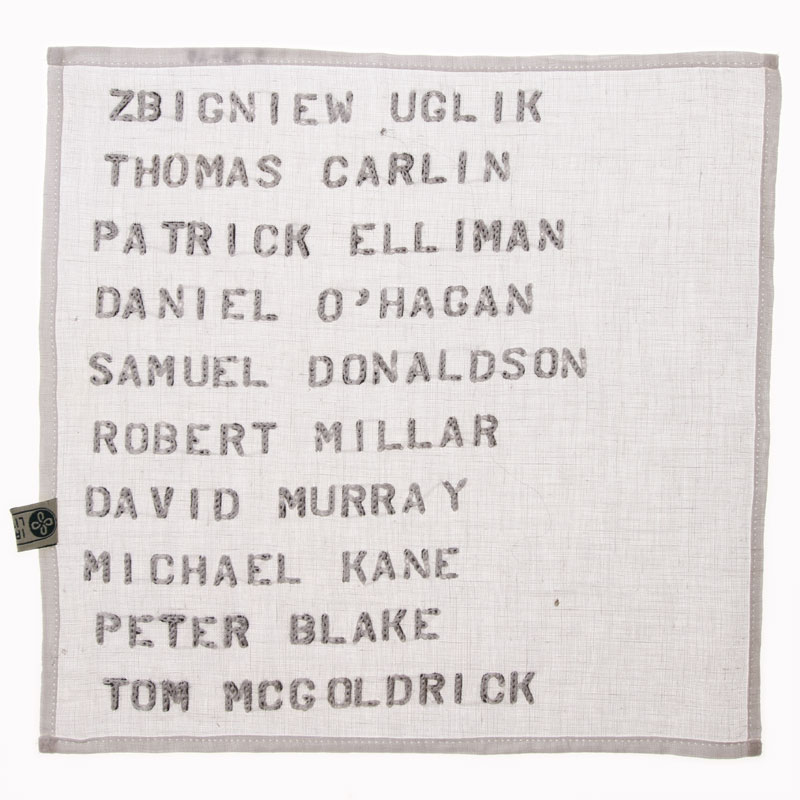 ZBIGNIEW UGLIK
THOMAS CARLIN
PATRICK ELLIMAN
DANIEL O'HAGAN
SAMUEL DONALDSON
ROBERT MILLAR
DAVID MURRAY
MICHAEL KANE
PETER BLAKE
TOM MCGOLDRICK